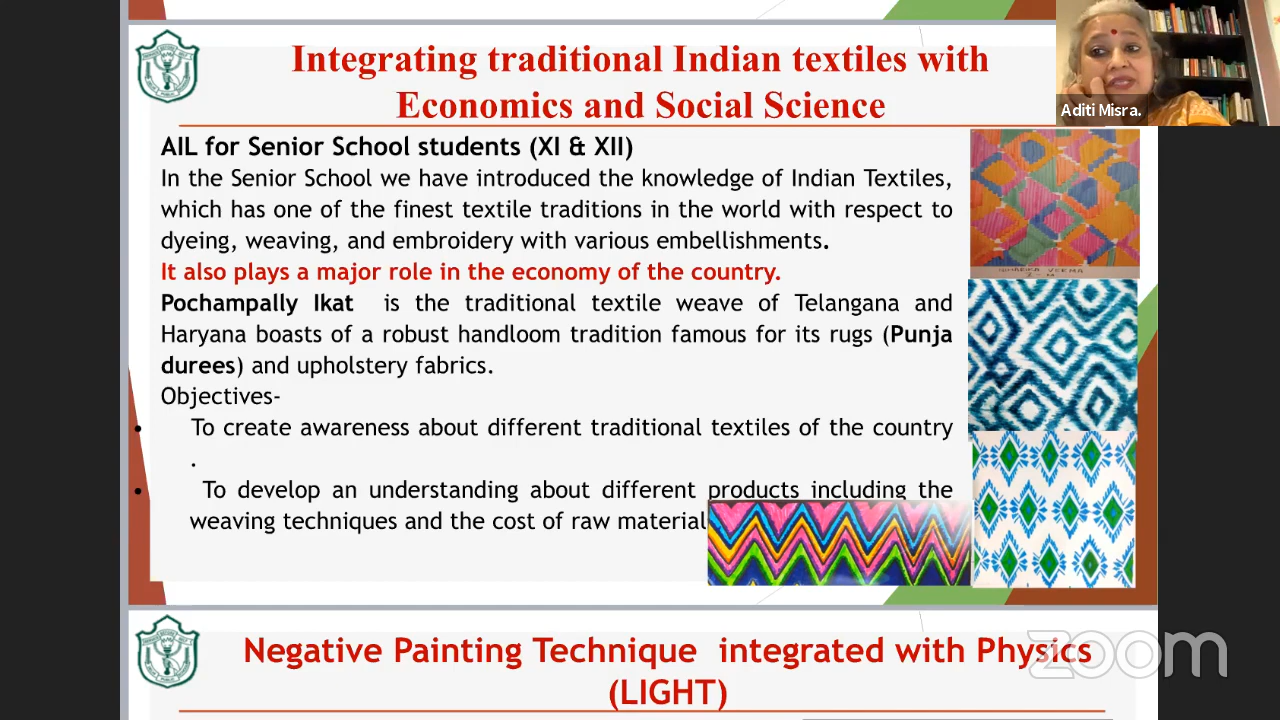 Integrating traditional Indian textiles with
Economics and Social Science
Aditi Misra.
AIL for Senior School students (XI & XII)
In the Senior School we have introduced the knowledge of Indian Textiles,
which has one of the finest textile traditions in the world with respect to
dyeing, weaving, and embroidery with various embellishments.
It also plays a major role in the economy of the country.
Pochampally Ikat is the traditional textile weave of Telangana and
Haryana boasts of a robust handloom tradition famous for its rugs (Punja
durees) and upholstery fabrics.
Objectives-
• To create awareness about different traditional textiles of the country
.
• To develop an understanding about different products including the
weaving techniques and the cost of raw material
Negative Painting Technique integrated with Physics
(LIGHT)
zoom